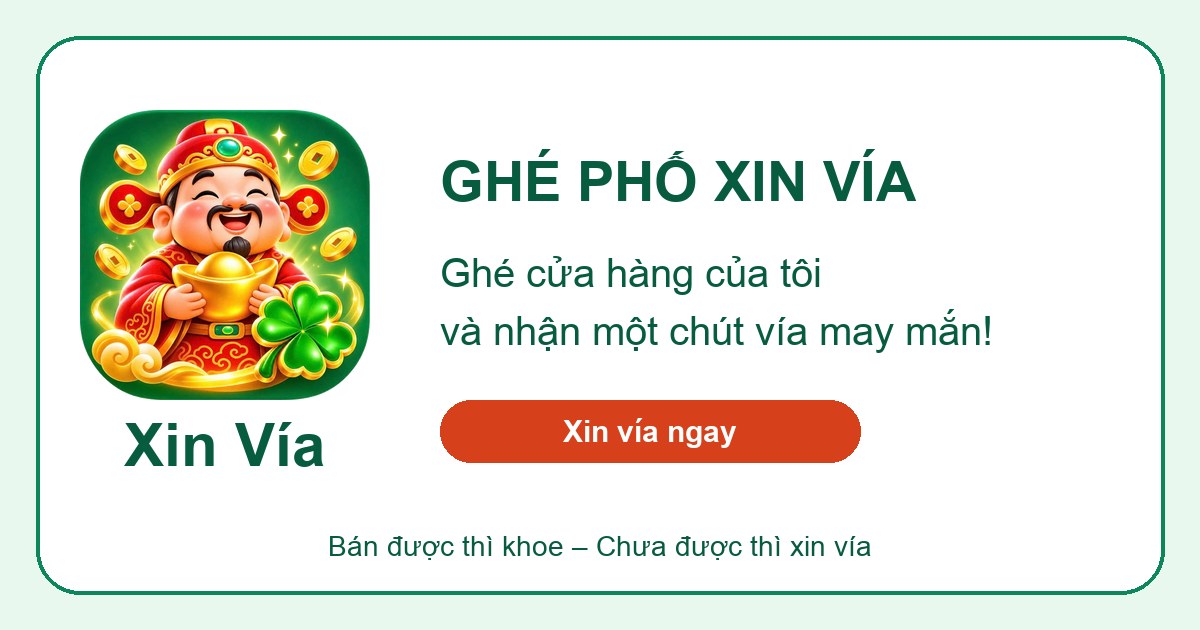 GHÉ PHỐ XIN VÍA
Ghé cửa hàng của tôi
và nhận một chút vía may mắn!
Xin vía ngay
Xin Vía
Bán được thì khoe – Chưa được thì xin vía